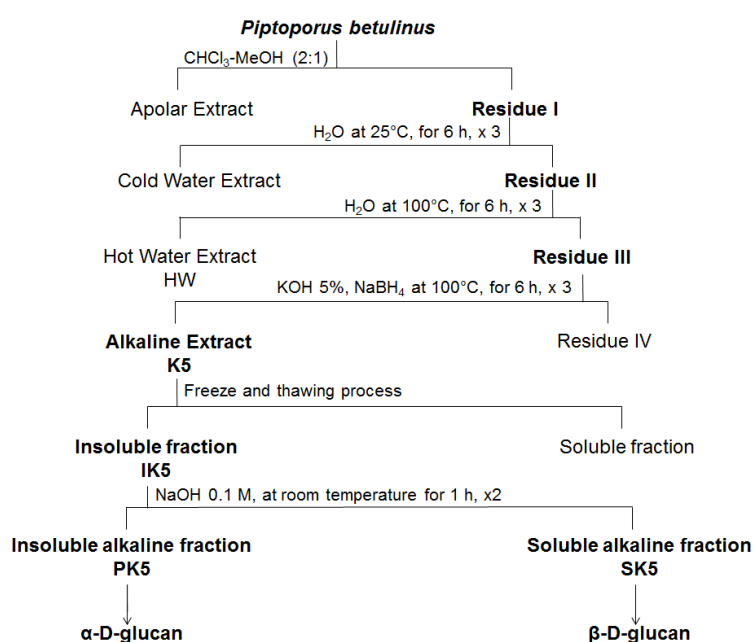 Piptoporus betulinus
CHCl₃-MeOH (2:1)
Apolar Extract
Residue I
H₂O at 25°C, for 6 h, x 3
Cold Water Extract
Residue II
H₂O at 100°C, for 6 h, x 3
Hot Water Extract
HW
Residue III
KOH 5%, NaBH₄ at 100°C, for 6 h, x 3
Alkaline Extract
K5
Residue IV
Freeze and thawing process
Insoluble fraction
IK5
Soluble fraction
NaOH 0.1 M, at room temperature for 1 h, x2
Insoluble alkaline fraction
PK5
Soluble alkaline fraction
SK5
α-D-glucan
β-D-glucan